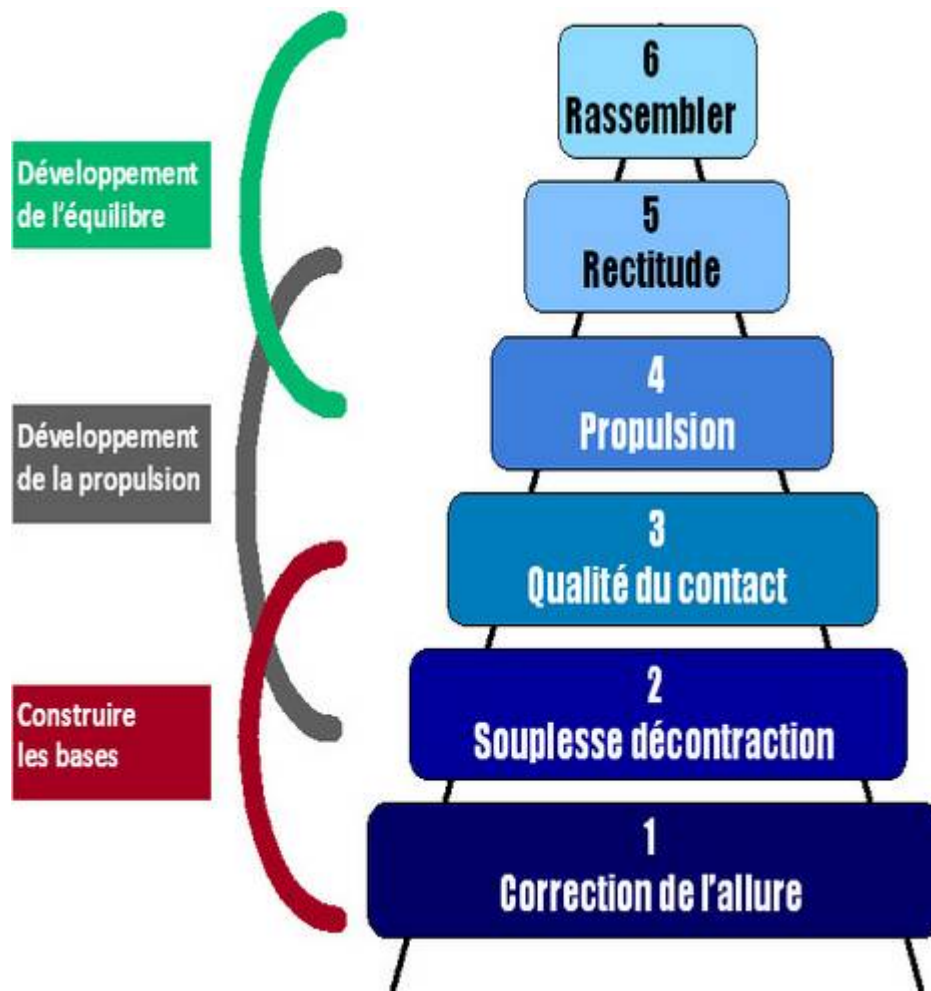 6
Rassembler
Développement
de l'équilibre
5
Rectitude
4
Propulsion
Développement
de la propulsion
3
Qualité du contact
2
Souplesse décontraction
Construire
les bases
1
Correction de l'allure